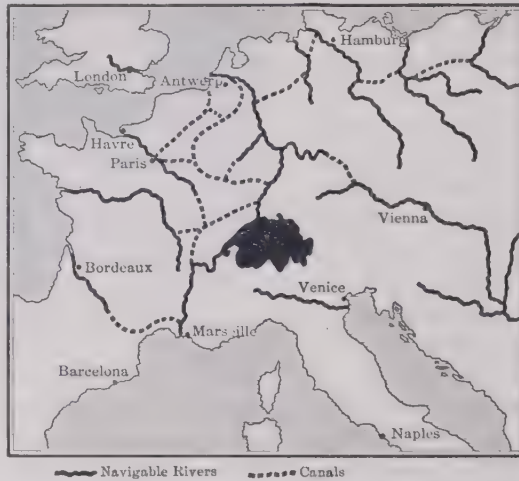 Hamburg
London
Antwerp
Havre
Paris
Vienna
Bordeaux
Venice
Marseille
Barcelona
Naples
Navigable Rivers
Canals